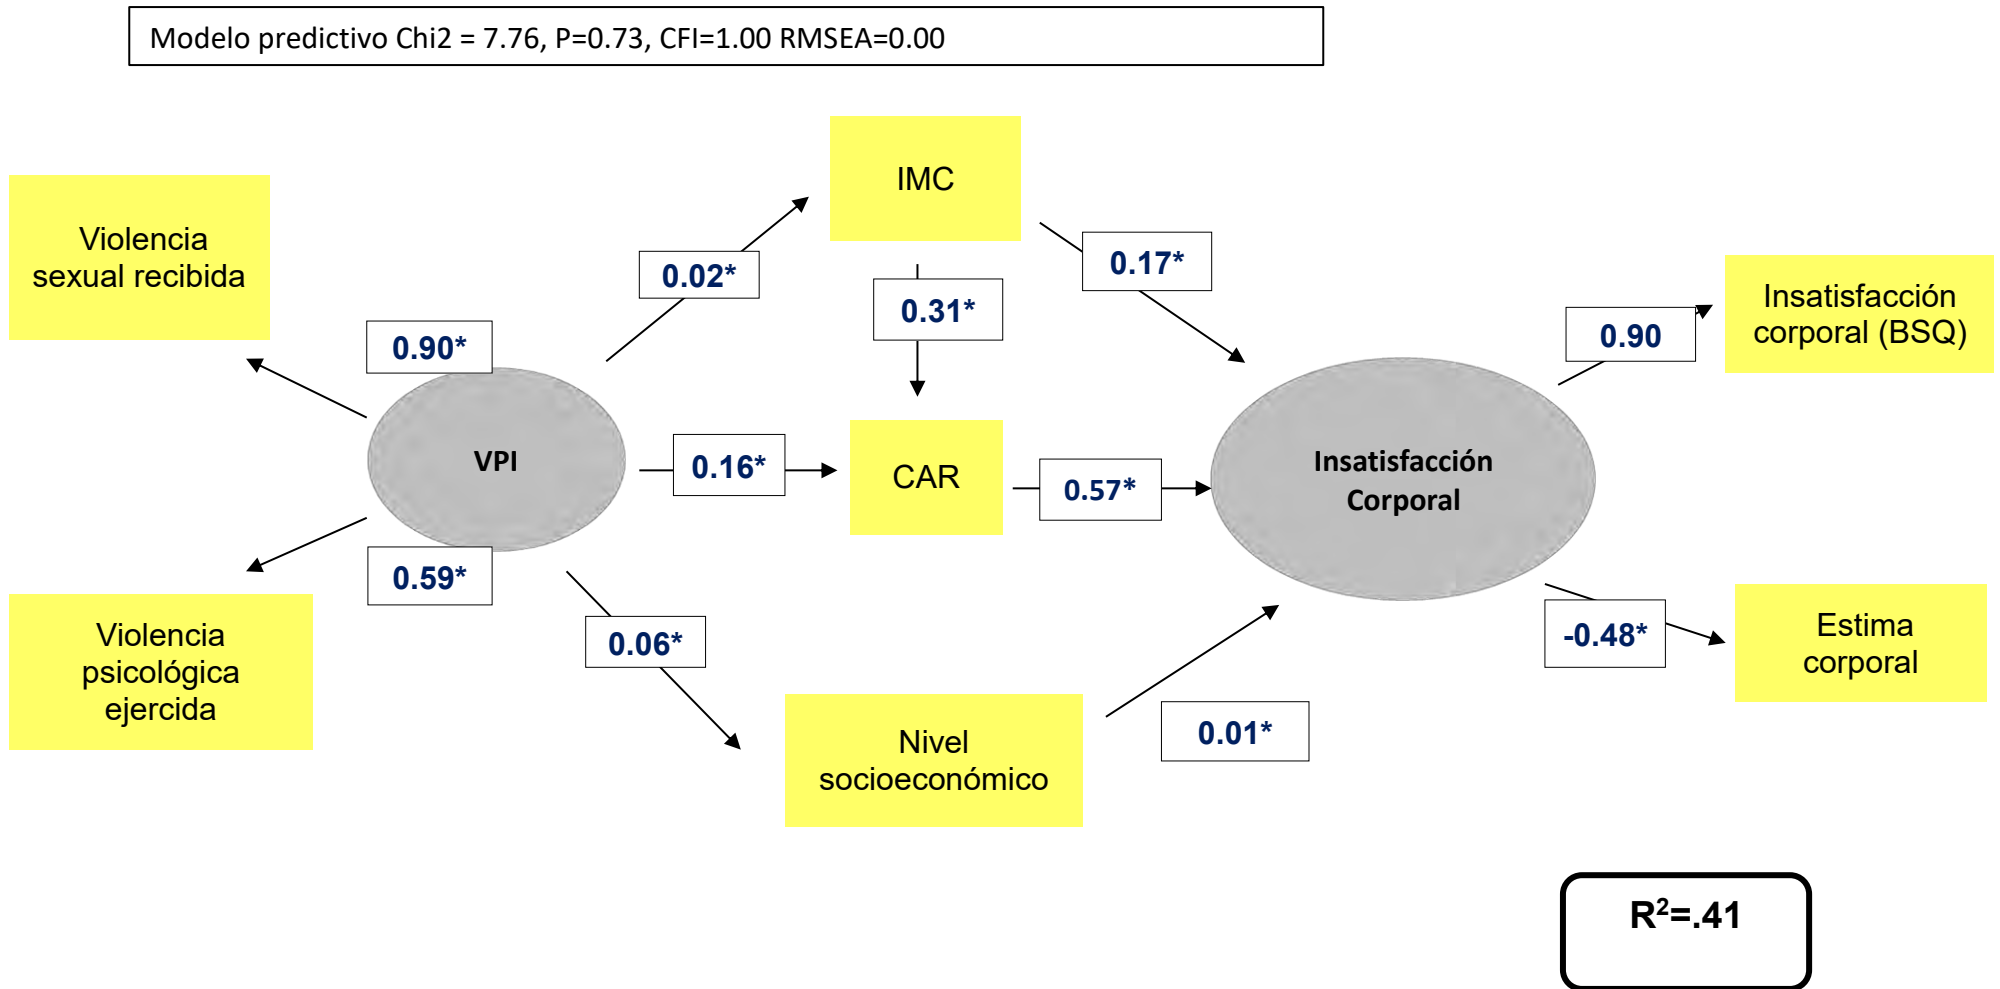 Modelo predictivo Chi2 = 7.76, P=0.73, CFI=1.00 RMSEA=0.00
IMC
Violencia
sexual recibida
0.02*
0.17*
0.31*
Insatisfacción
corporal (BSQ)
0.90
0.90*
VPI
0.16*
CAR
0.57*
Insatisfacción
Corporal
0.59*
Violencia
psicológica
ejercida
0.06*
-0.48*
Estima
corporal
0.01*
Nivel
socioeconómico
R²=.41